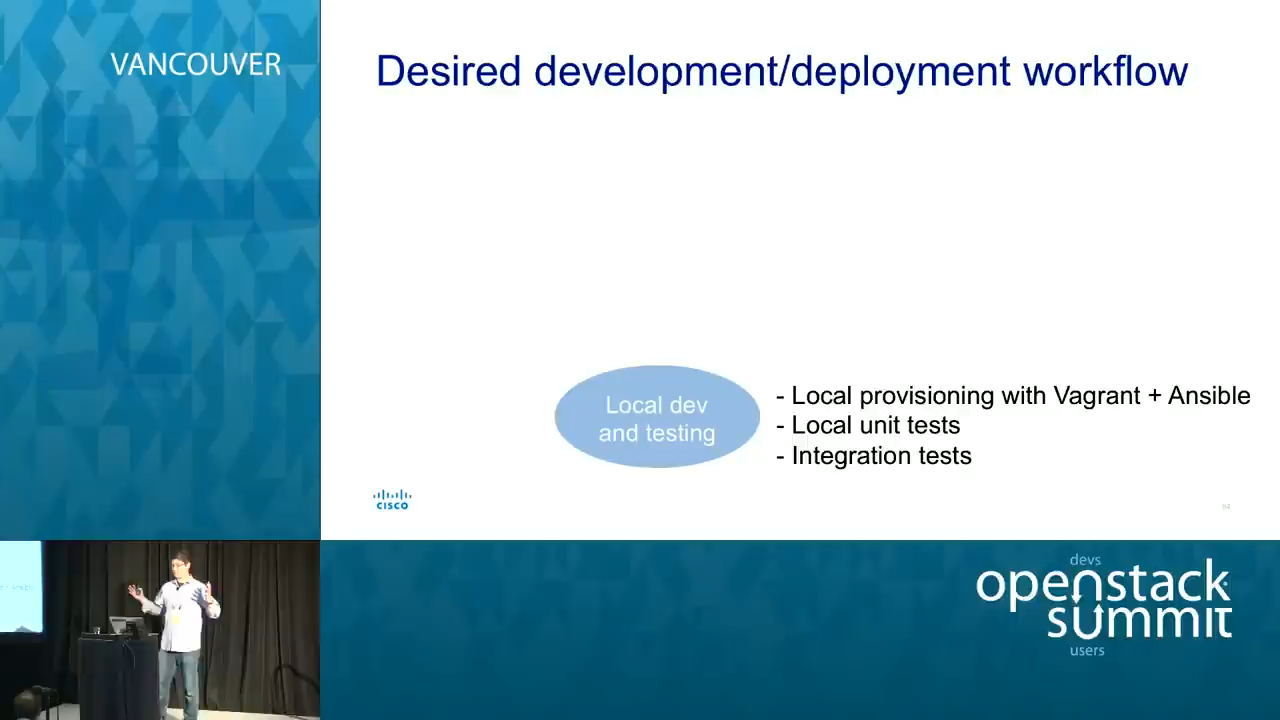 VANCOUVER
Desired development/deployment workflow
Local dev
and testing
- Local provisioning with Vagrant + Ansible
- Local unit tests
- Integration tests
CISCO
devs
openstack
summit
users